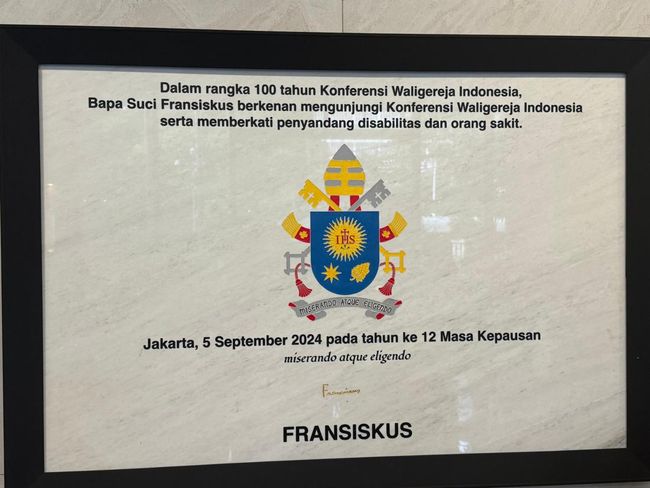 Dalam rangka 100 tahun Konferensi Waligereja Indonesia,
Bapa Suci Fransiskus berkenan mengunjungi Konferensi Waligereja Indonesia
serta memberkati penyandang disabilitas dan orang sakit.
IHS
MISERANDO ATQUE ELIGENDO
Jakarta, 5 September 2024 pada tahun ke 12 Masa Kepausan
miserando atque eligendo
Franciscus
FRANSISKUS